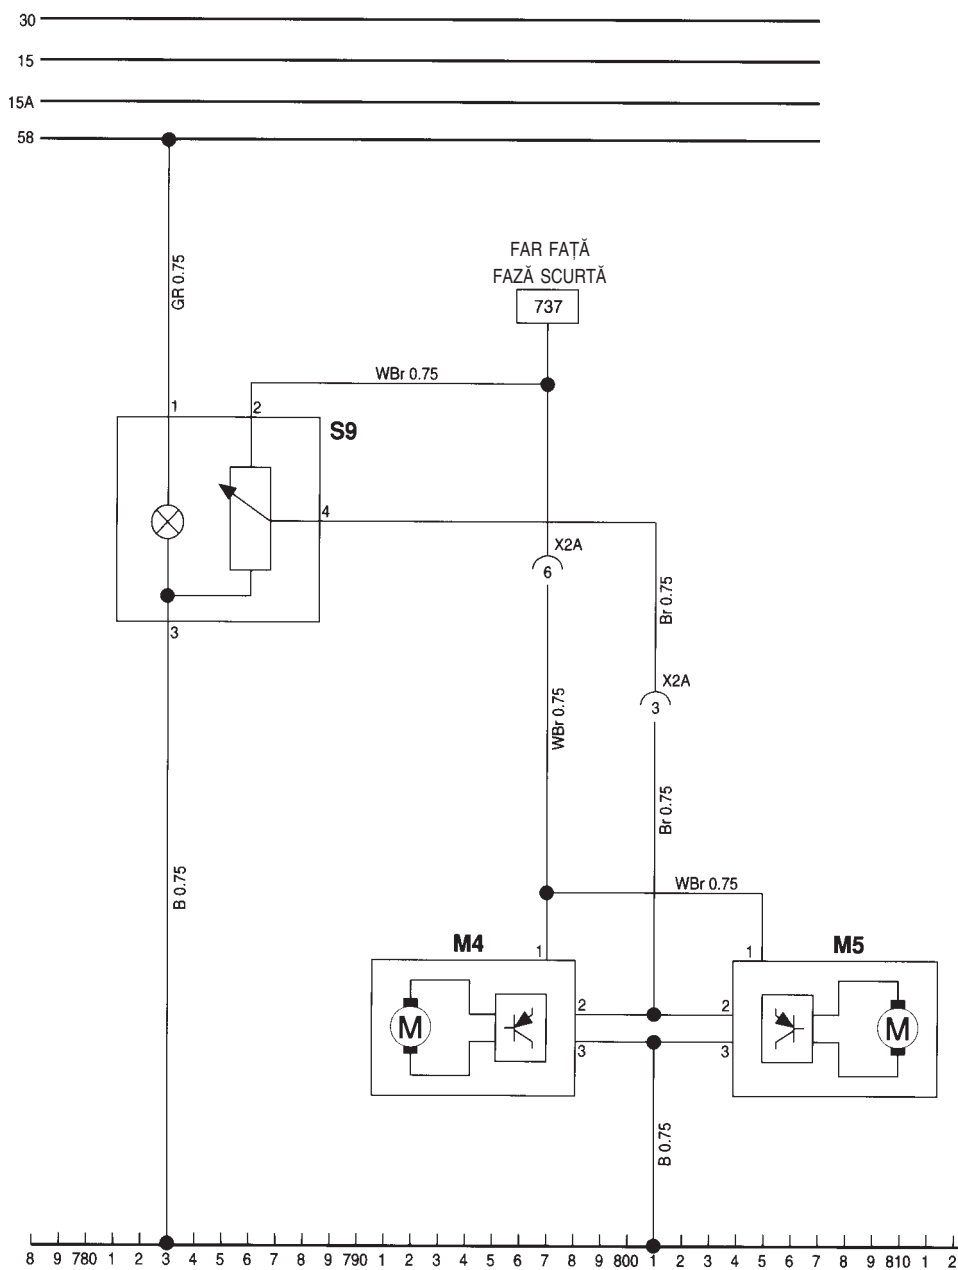 30
15
15A
58
GR 0.75
FAR FAȚĂ
FAZĂ SCURTĂ
737
WBr 0.75
1
2
S9
4
X2A
6
Br 0.75
3
X2A
3
WBr 0.75
Br 0.75
B 0.75
WBr 0.75
M4
1
1
M5
M
2
3
2
3
M
B 0.75
8 9 780 1 2 3 4 5 6 7 8 9 790 1 2 3 4 5 6 7 8 9 800 1 2 3 4 5 6 7 8 9 810 1 2